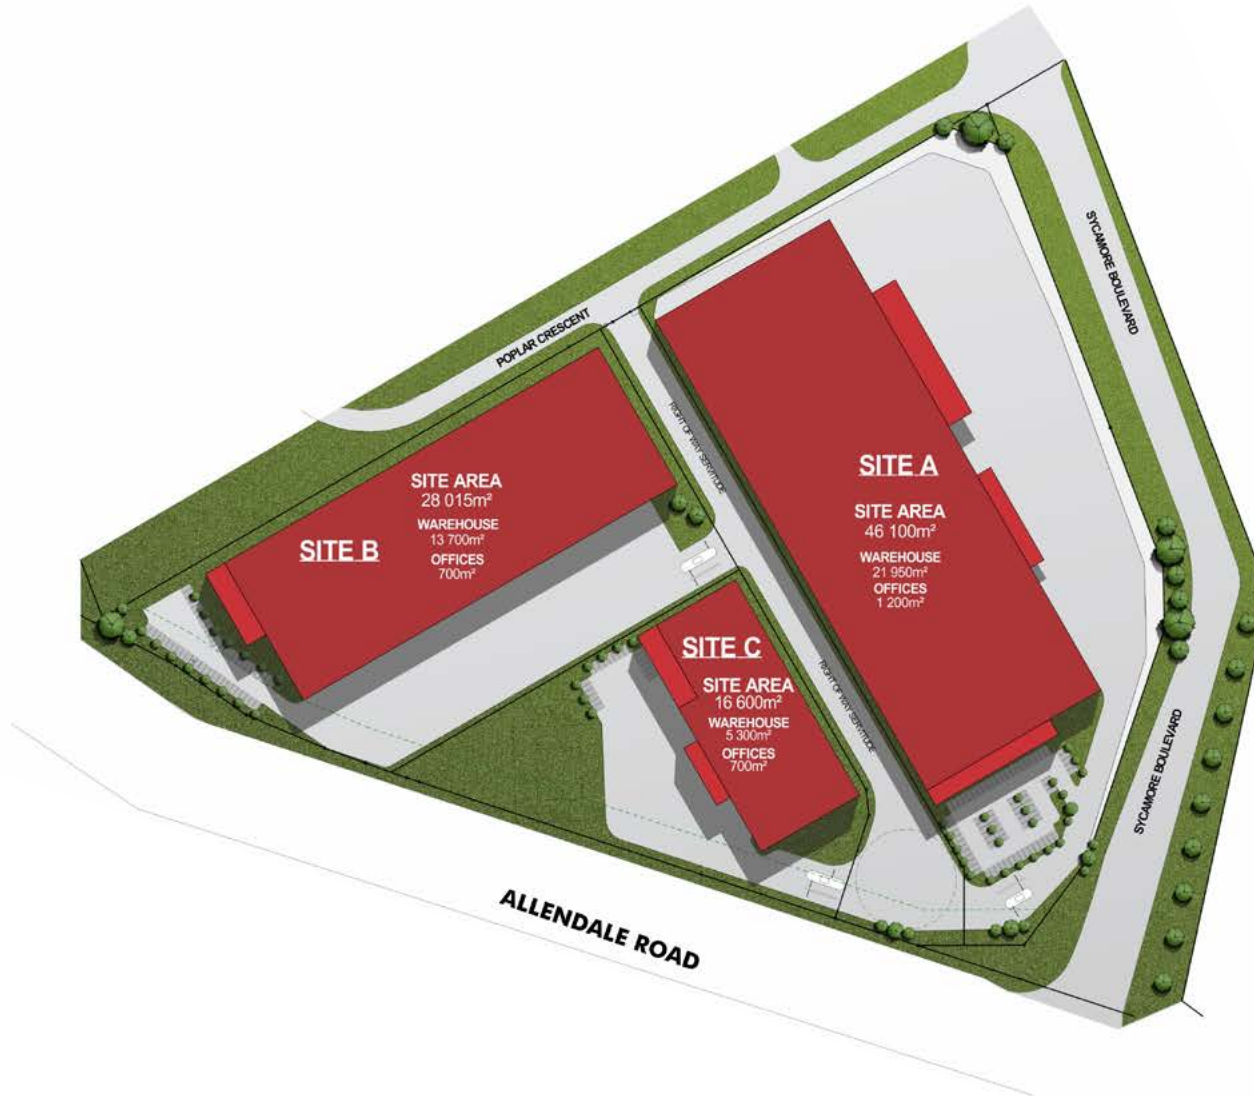 SYCAMORE BOULEVARD
POPLAR CRESCENT
RIGHT OF WAY SERVITUDE
SITE A
SITE AREA
46 100m²
WAREHOUSE
21 950m²
OFFICES
1 200m²
SITE B
SITE AREA
28 015m²
WAREHOUSE
13 700m²
OFFICES
700m²
SITE C
SITE AREA
16 600m²
WAREHOUSE
5 300m²
OFFICES
700m²
RIGHT OF WAY SERVITUDE
SYCAMORE BOULEVARD
ALLENDALE ROAD